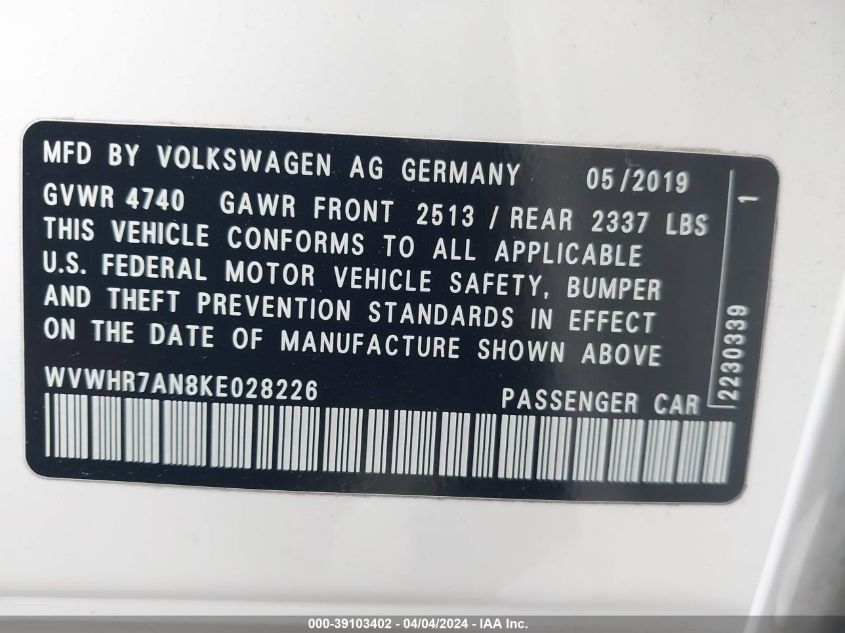 MFD BY VOLKSWAGEN AG GERMANY 05/2019
GVWR 4740 GAWR FRONT 2513 / REAR 2337 LBS
THIS VEHICLE CONFORMS TO ALL APPLICABLE
U.S. FEDERAL MOTOR VEHICLE SAFETY, BUMPER
AND THEFT PREVENTION STANDARDS IN EFFECT
ON THE DATE OF MANUFACTURE SHOWN ABOVE
WVWHR7AN8KE028226 PASSENGER CAR
2230339 1
000-39103402 - 04/04/2024 - IAA Inc.